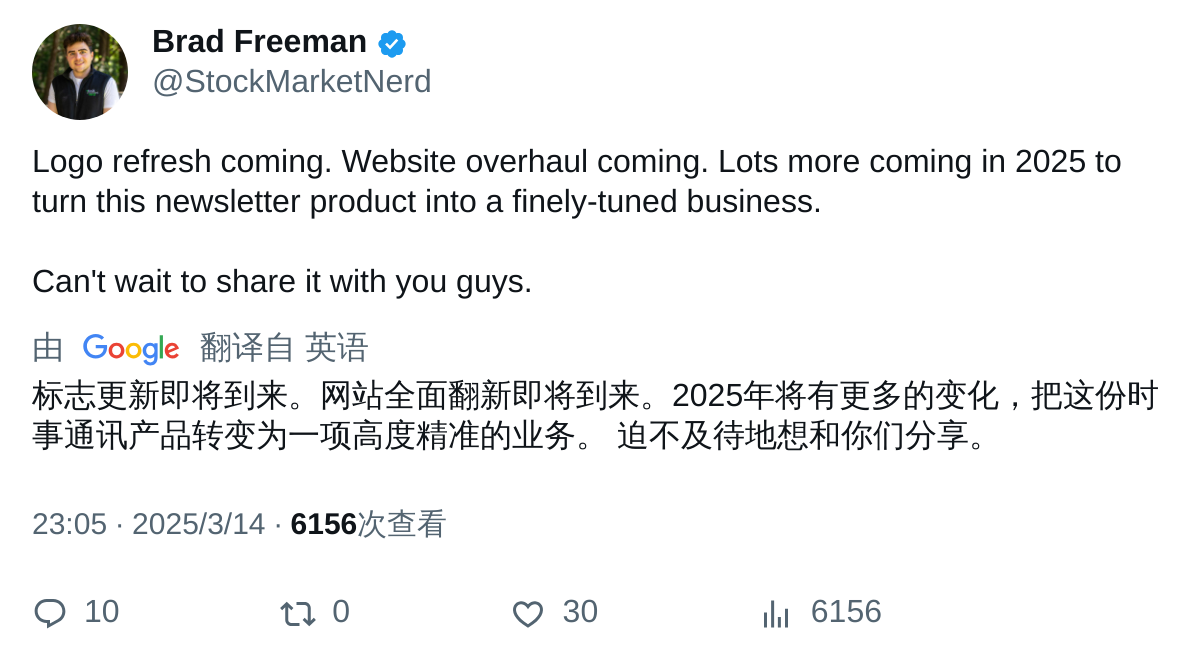 Brad Freeman
@StockMarketNerd
Logo refresh coming. Website overhaul coming. Lots more coming in 2025 to
turn this newsletter product into a finely-tuned business.
Can't wait to share it with you guys.
由 Google 翻译自 英语
标志更新即将到来。网站全面翻新即将到来。2025年将有更多的变化，把这份时
事通讯产品转变为一项高度精准的业务。 迫不及待地想和你们分享。
23:05 · 2025/3/14 · 6156次查看
10 0 30 6156